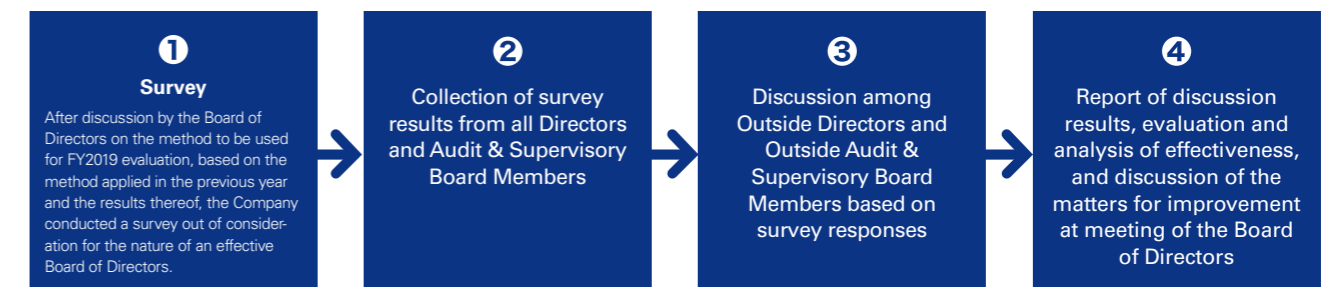 ❶
Survey
After discussion by the Board of
Directors on the method to be used
for FY2019 evaluation, based on the
method applied in the previous year
and the results thereof, the Company
conducted a survey out of consider-
ation for the nature of an effective
Board of Directors.
❷
Collection of survey
results from all Directors
and Audit & Supervisory
Board Members
❸
Discussion among
Outside Directors and
Outside Audit &
Supervisory Board
Members based on
survey responses
❹
Report of discussion
results, evaluation and
analysis of effectiveness,
and discussion of the
matters for improvement
at meeting of the Board
of Directors